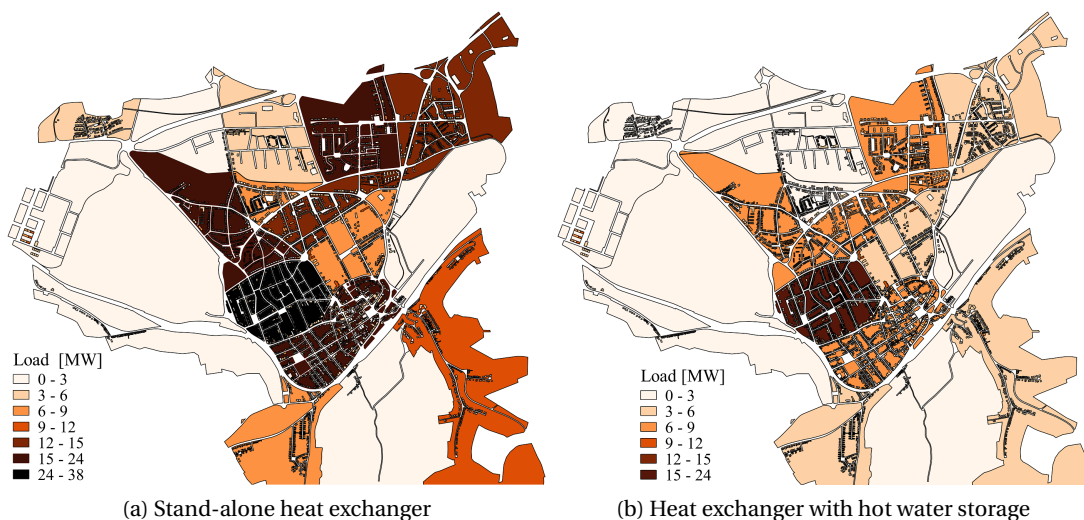 Load [MW]
0 - 3
3 - 6
6 - 9
9 - 12
12 - 15
15 - 24
24 - 38
Load [MW]
0 - 3
3 - 6
6 - 9
9 - 12
12 - 15
15 - 24
(a) Stand-alone heat exchanger
(b) Heat exchanger with hot water storage